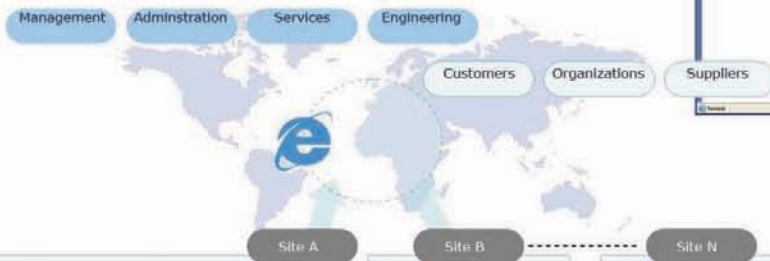 Management Adminstration Services Engineering
Customers Organizations Suppliers
Site A Site B Site N